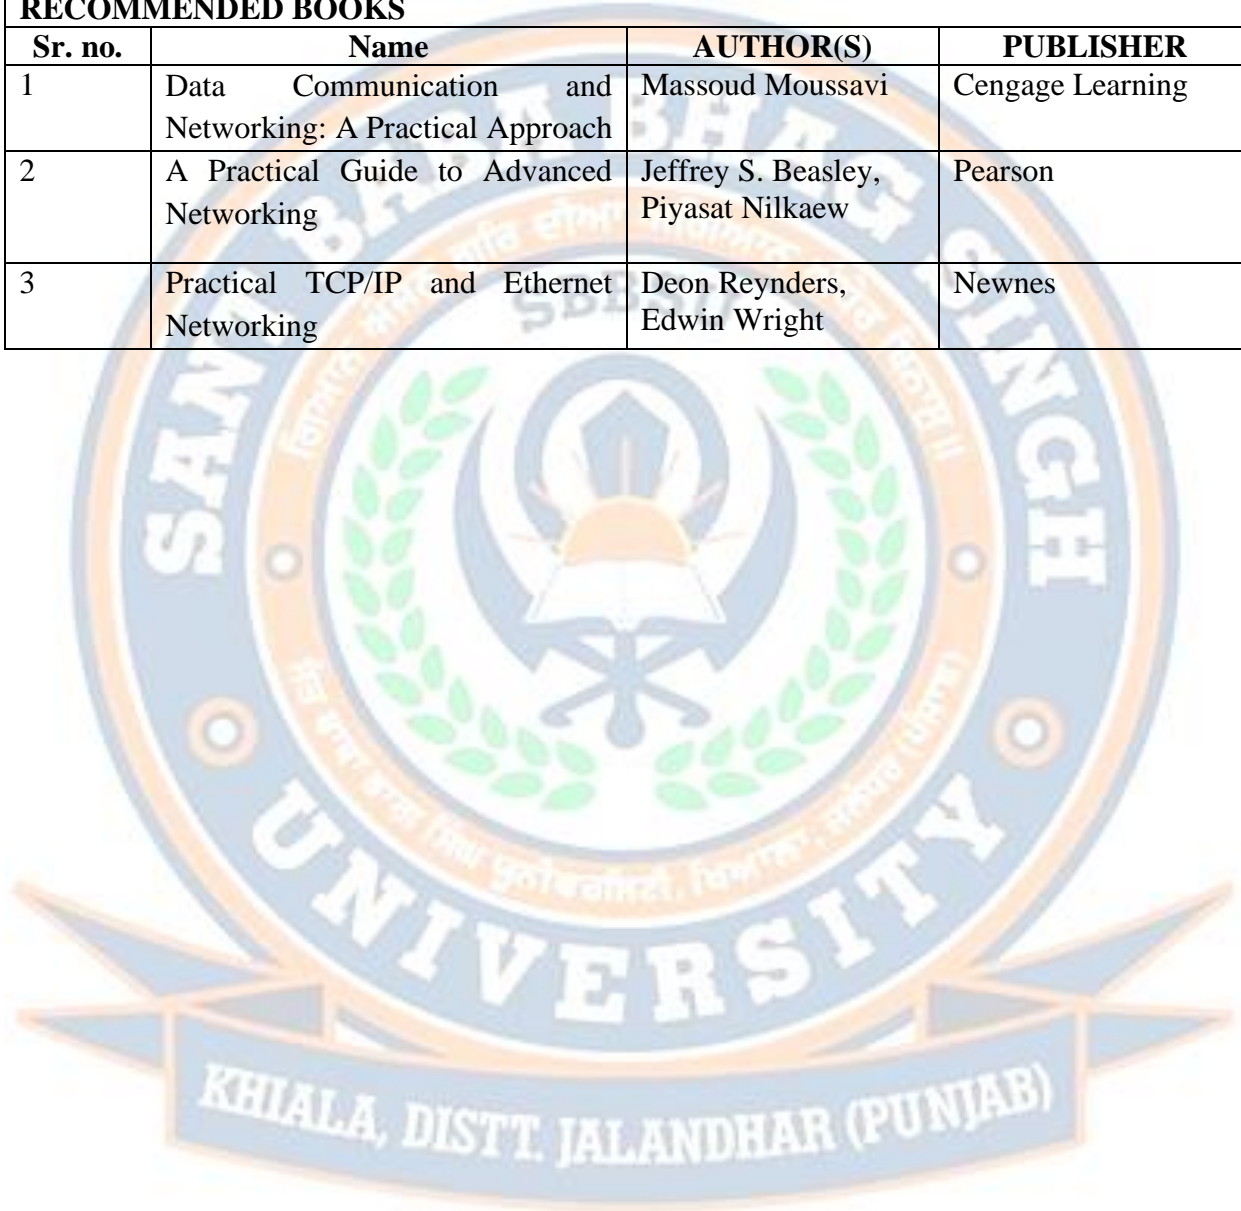 RECOMMENDED BOOKS
Sr. no. Name AUTHOR(S) PUBLISHER
1 Data Communication and Networking: A Practical Approach Massoud Moussavi Cengage Learning
2 A Practical Guide to Advanced Networking Jeffrey S. Beasley, Piyasat Nilkaew Pearson
3 Practical TCP/IP and Ethernet Networking Deon Reynders, Edwin Wright Newnes
SANT BABA BHAG SINGH
UNIVERSITY
KHIALA, DISTT. JALANDHAR (PUNJAB)